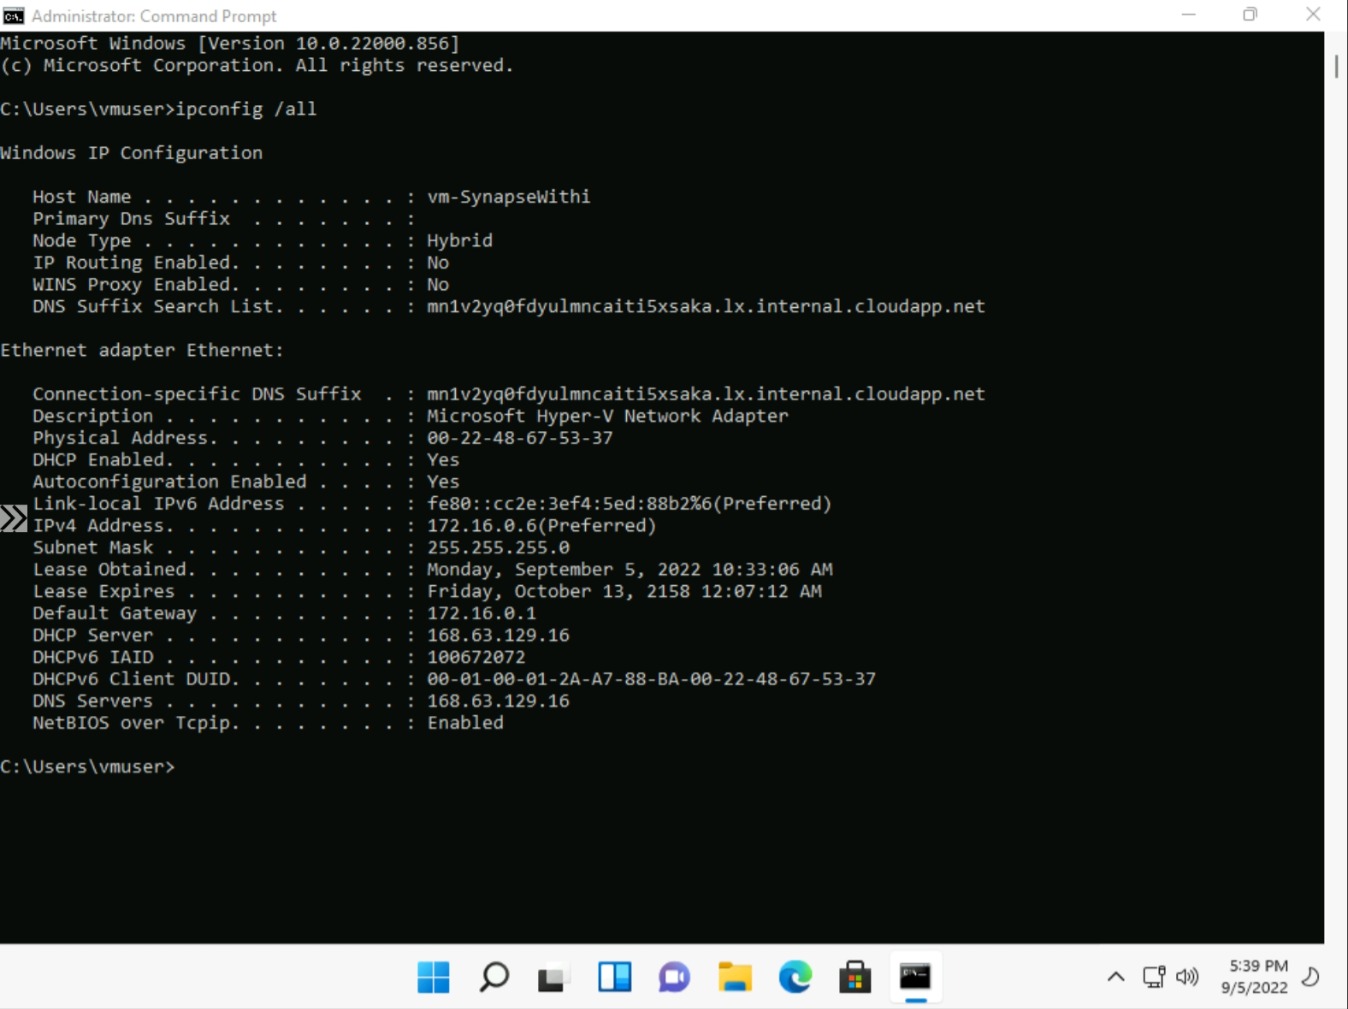 Administrator: Command Prompt
Microsoft Windows [Version 10.0.22000.856]
(c) Microsoft Corporation. All rights reserved.
C:\Users\vmuser>ipconfig /all
Windows IP Configuration
Host Name . . . . . . . . . . . . : vm-SynapseWithi
Primary Dns Suffix  . . . . . . . :
Node Type . . . . . . . . . . . . : Hybrid
IP Routing Enabled. . . . . . . . : No
WINS Proxy Enabled. . . . . . . . : No
DNS Suffix Search List. . . . . . : mn1v2yq0fdyulmncaiti5xsaka.lx.internal.cloudapp.net
Ethernet adapter Ethernet:
Connection-specific DNS Suffix  . : mn1v2yq0fdyulmncaiti5xsaka.lx.internal.cloudapp.net
Description . . . . . . . . . . . : Microsoft Hyper-V Network Adapter
Physical Address. . . . . . . . . : 00-22-48-67-53-37
DHCP Enabled. . . . . . . . . . . : Yes
Autoconfiguration Enabled . . . . : Yes
Link-local IPv6 Address . . . . . : fe80::cc2e:3ef4:5ed:88b2%6(Preferred)
IPv4 Address. . . . . . . . . . . : 172.16.0.6(Preferred)
Subnet Mask . . . . . . . . . . . : 255.255.255.0
Lease Obtained. . . . . . . . . . : Monday, September 5, 2022 10:33:06 AM
Lease Expires . . . . . . . . . . : Friday, October 13, 2158 12:07:12 AM
Default Gateway . . . . . . . . . : 172.16.0.1
DHCP Server . . . . . . . . . . . : 168.63.129.16
DHCPv6 IAID . . . . . . . . . . . : 100672072
DHCPv6 Client DUID. . . . . . . . : 00-01-00-01-2A-A7-88-BA-00-22-48-67-53-37
DNS Servers . . . . . . . . . . . : 168.63.129.16
NetBIOS over Tcpip. . . . . . . . : Enabled
C:\Users\vmuser>
5:39 PM
9/5/2022